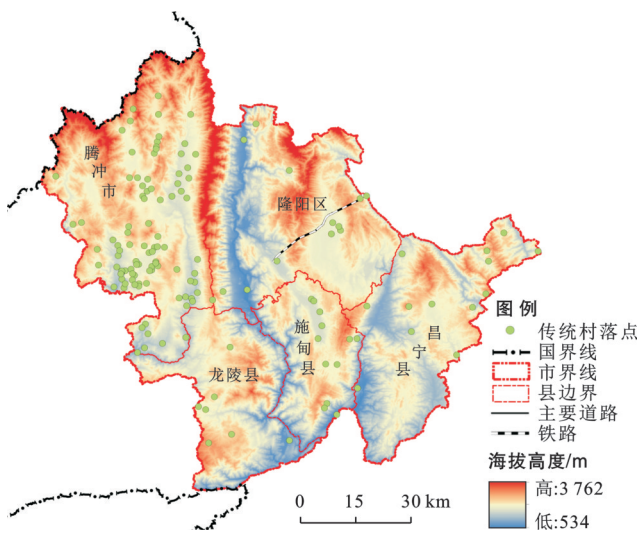 腾冲市
隆阳区
施甸县
昌宁县
龙陵县
图例
传统村落点
国界线
市界线
县边界
主要道路
铁路
海拔高度/m
高:3 762
低:534
0 15 30 km